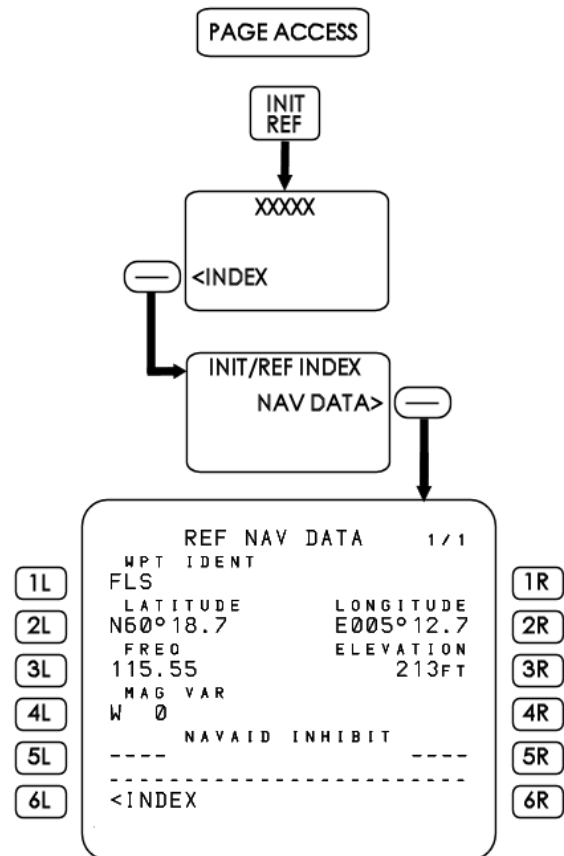 PAGE ACCESS
INIT
REF
XXXXX
<INDEX
INIT/REF INDEX
NAV DATA>
REF NAV DATA 1/1
WPT IDENT
1L FLS 1R
LATITUDE LONGITUDE
2L N60°18.7 E005°12.7 2R
FREQ ELEVATION
3L 115.55 213FT 3R
MAG VAR
4L W 0 4R
NAVAID INHIBIT
5L ---- ---- 5R
------------------------
6L <INDEX 6R